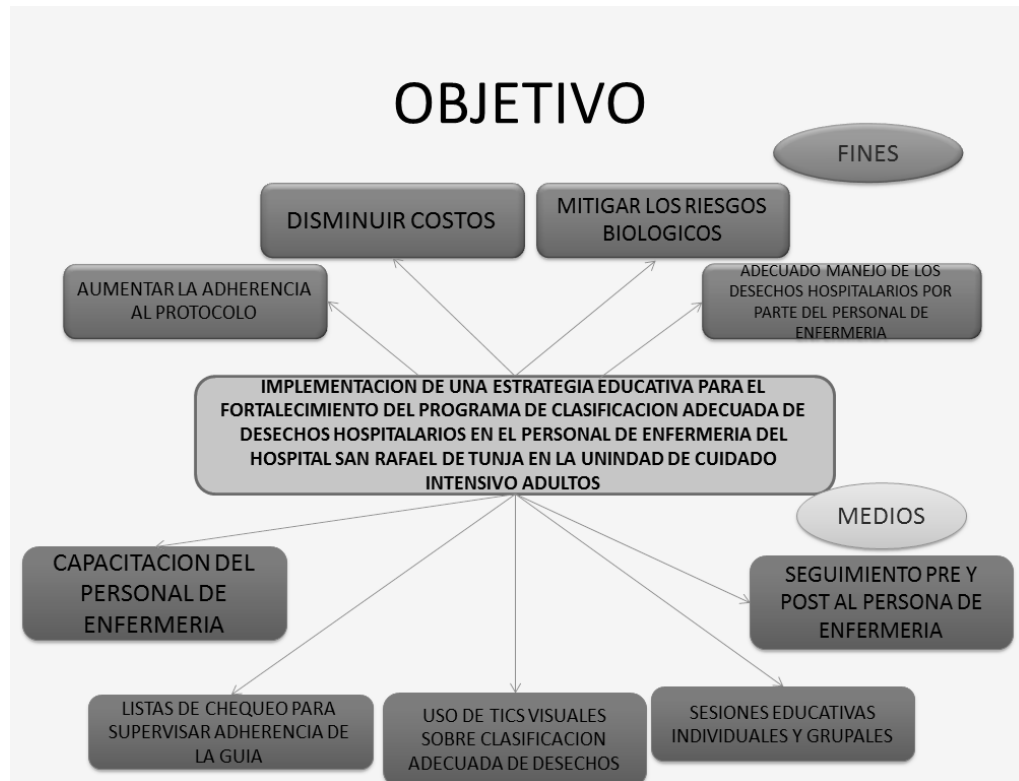 OBJETIVO
FINES
DISMINUIR COSTOS
MITIGAR LOS RIESGOS
BIOLOGICOS
AUMENTAR LA ADHERENCIA
AL PROTOCOLO
ADECUADO MANEJO DE LOS
DESECHOS HOSPITALARIOS POR
PARTE DEL PERSONAL DE
ENFERMERIA
IMPLEMENTACION DE UNA ESTRATEGIA EDUCATIVA PARA EL
FORTALECIMIENTO DEL PROGRAMA DE CLASIFICACION ADECUADA DE
DESECHOS HOSPITALARIOS EN EL PERSONAL DE ENFERMERIA DEL
HOSPITAL SAN RAFAEL DE TUNJA EN LA UNINDAD DE CUIDADO
INTENSIVO ADULTOS
MEDIOS
CAPACITACION DEL
PERSONAL DE
ENFERMERIA
SEGUIMIENTO PRE Y
POST AL PERSONA DE
ENFERMERIA
LISTAS DE CHEQUEO PARA
SUPERVISAR ADHERENCIA DE
LA GUIA
USO DE TICS VISUALES
SOBRE CLASIFICACION
ADECUADA DE DESECHOS
SESIONES EDUCATIVAS
INDIVIDUALES Y GRUPALES